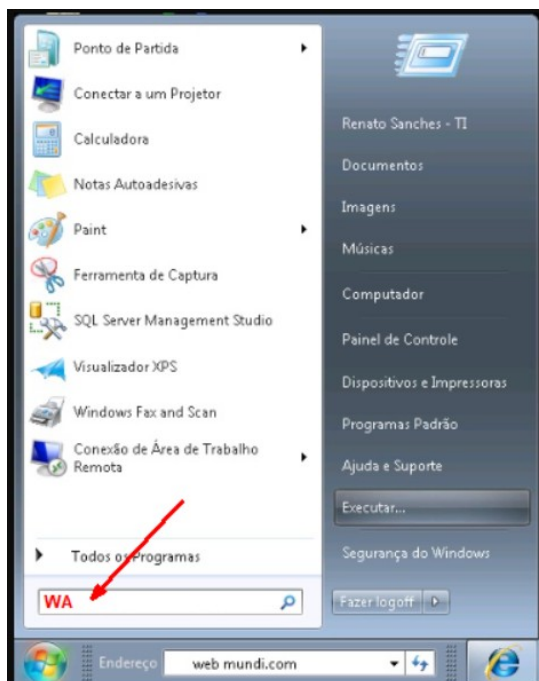 Ponto de Partida
Conectar a um Projetor
Calculadora
Notas Autoadesivas
Paint
Ferramenta de Captura
SQL Server Management Studio
Visualizador XPS
Windows Fax and Scan
Conexão de Área de Trabalho
Remota
Todos os Programas
WA
Renato Sanches - TI
Documentos
Imagens
Músicas
Computador
Painel de Controle
Dispositivos e Impressoras
Programas Padrão
Ajuda e Suporte
Executar...
Segurança do Windows
Fazer logoff
Endereço web mundi.com